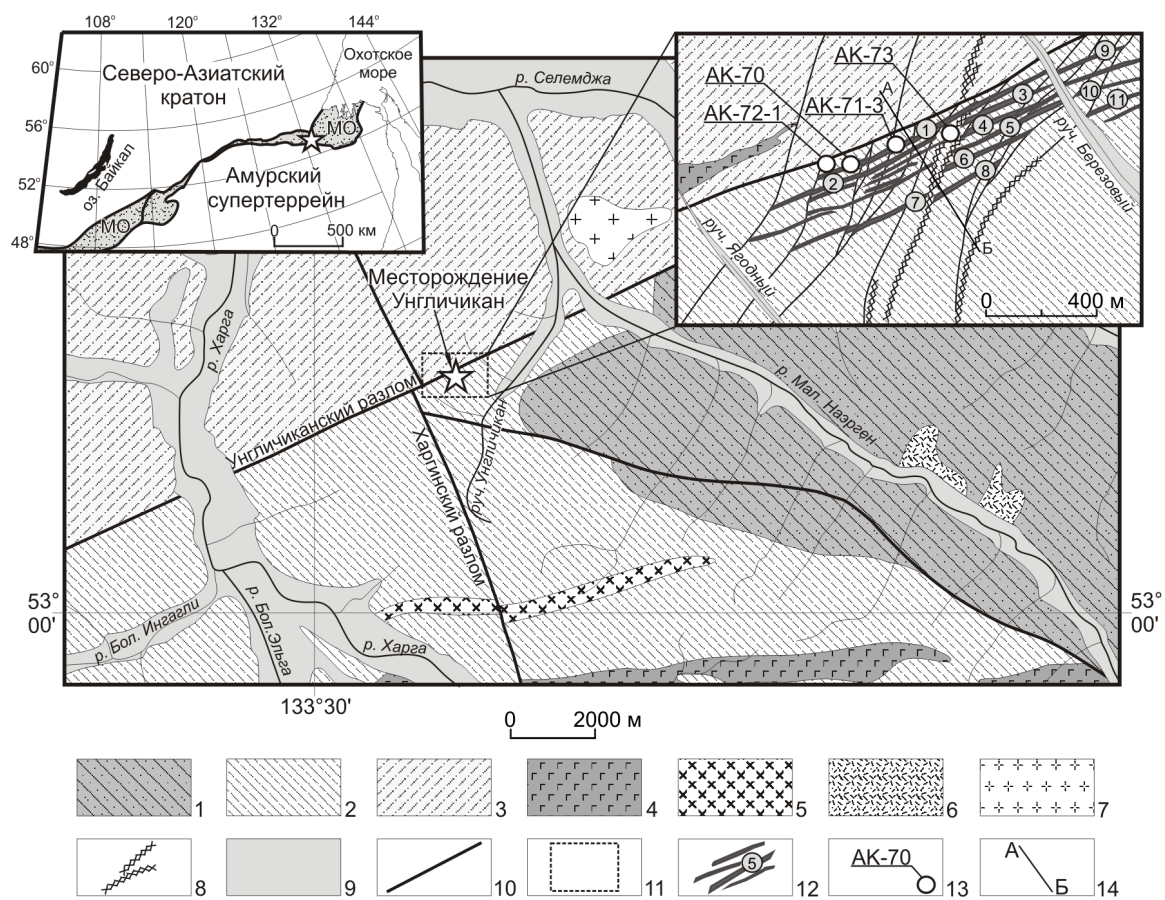 108°
120°
132°
144°
60°
56°
52°
48°
Северо-Азиатский
кратон
Охотское
море
МО
оз. Байкал
Амурский
супертеррейн
МО
0 500 км
р. Селемджа
АК-73
АК-70
АК-72-1
АК-71-3
А
Б
1
2
3
4
5
6
7
8
9
10
11
руч. Березовый
руч. Ягодный
0 400 м
Месторождение
Унгличикан
р. Харга
Унгличиканский разлом
Харгинский разлом
руч. Унгличикан
р. Мал. Наэрген
р. Бол. Ингагли
р. Бол.Эльга
р. Харга
53°
00'
53°
00'
133°30'
0 2000 м
1
2
3
4
5
6
7
8
9
10
11
5
12
АК-70
13
А
Б
14